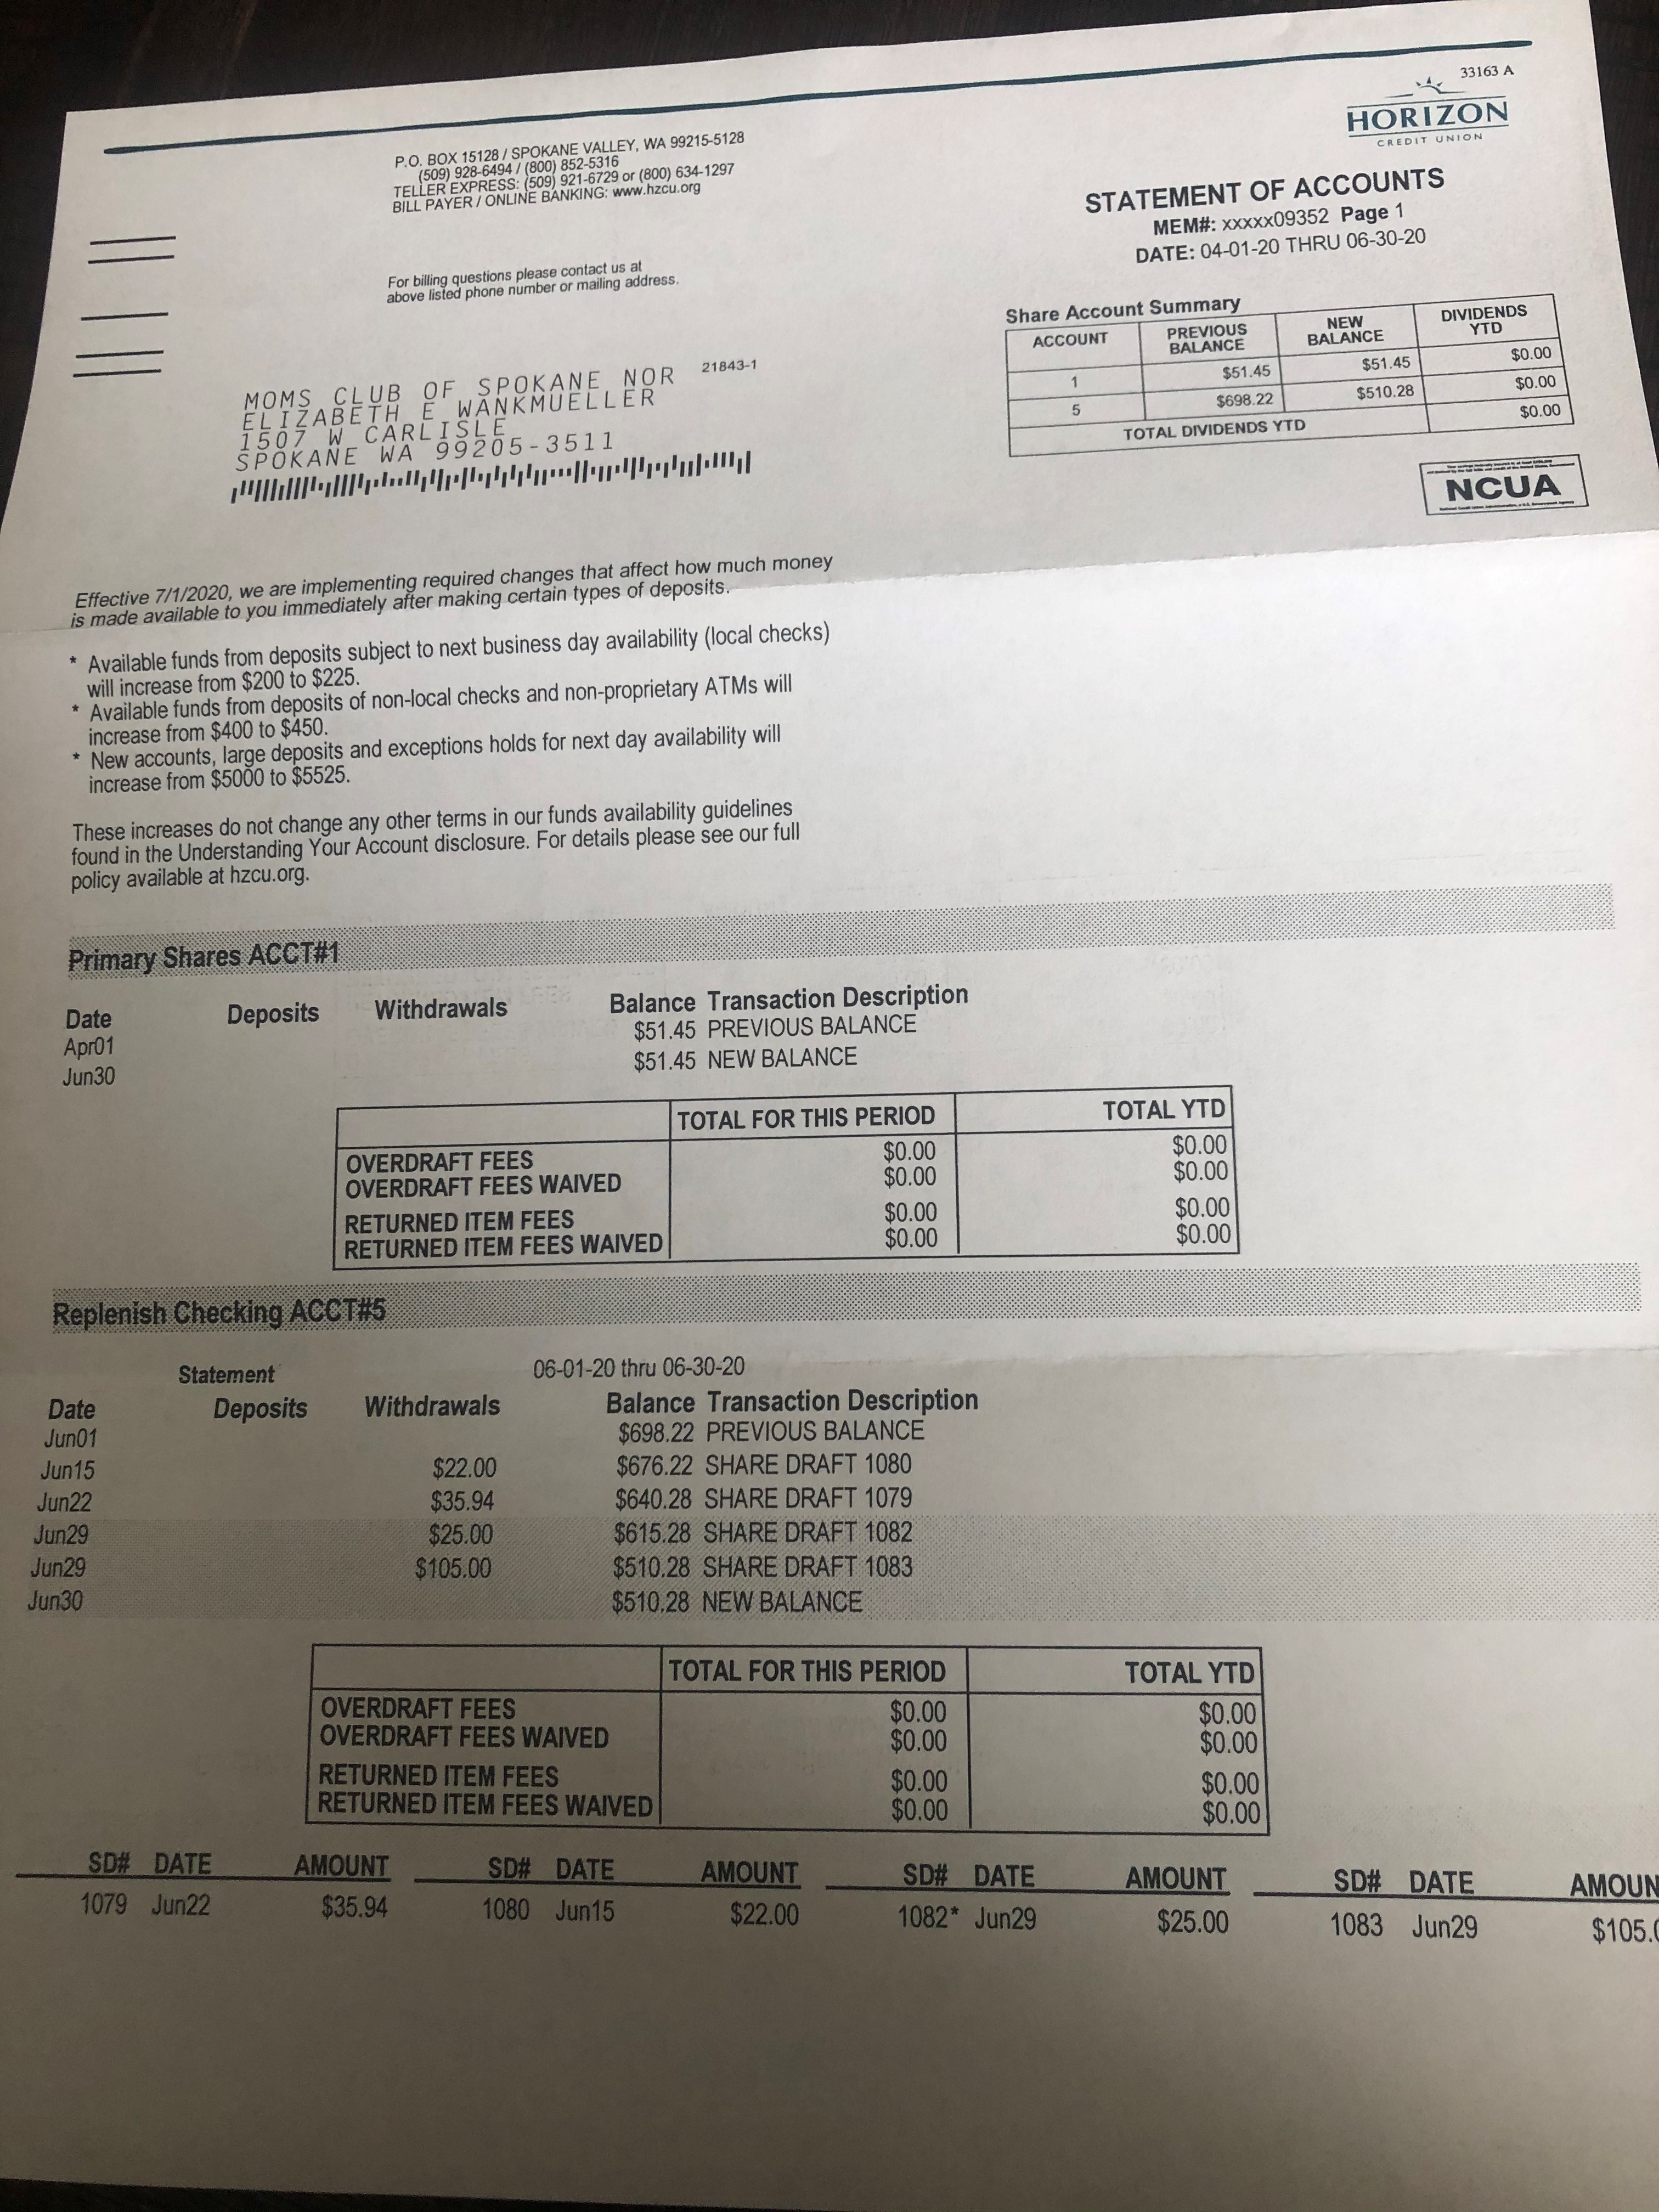 33163 A
HORIZON
CREDIT UNION
P.O. BOX 15128 / SPOKANE VALLEY, WA 99215-5128
(509) 928-6494 / (800) 852-5316
TELLER EXPRESS: (509) 921-6729 or (800) 634-1297
BILL PAYER / ONLINE BANKING: www.hzcu.org
STATEMENT OF ACCOUNTS
MEM#: xxxxx09352 Page 1
DATE: 04-01-20 THRU 06-30-20
For billing questions please contact us at
above listed phone number or mailing address.
Share Account Summary
ACCOUNT PREVIOUS BALANCE NEW BALANCE DIVIDENDS YTD
1 $51.45 $51.45 $0.00
5 $698.22 $510.28 $0.00
TOTAL DIVIDENDS YTD $0.00
21843-1
MOMS CLUB OF SPOKANE NOR
ELIZABETH E WANKMUELLER
1507 W CARLISLE
SPOKANE WA 99205-3511
NCUA
Effective 7/1/2020, we are implementing required changes that affect how much money
is made available to you immediately after making certain types of deposits.
* Available funds from deposits subject to next business day availability (local checks)
will increase from $200 to $225.
* Available funds from deposits of non-local checks and non-proprietary ATMs will
increase from $400 to $450.
* New accounts, large deposits and exceptions holds for next day availability will
increase from $5000 to $5525.
These increases do not change any other terms in our funds availability guidelines
found in the Understanding Your Account disclosure. For details please see our full
policy available at hzcu.org.
Primary Shares ACCT#1
Date Deposits Withdrawals Balance Transaction Description
Apr01 $51.45 PREVIOUS BALANCE
Jun30 $51.45 NEW BALANCE
TOTAL FOR THIS PERIOD TOTAL YTD
OVERDRAFT FEES $0.00 $0.00
OVERDRAFT FEES WAIVED $0.00 $0.00
RETURNED ITEM FEES $0.00 $0.00
RETURNED ITEM FEES WAIVED $0.00 $0.00
Replenish Checking ACCT#5
Statement 06-01-20 thru 06-30-20
Date Deposits Withdrawals Balance Transaction Description
Jun01 $698.22 PREVIOUS BALANCE
Jun15 $22.00 $676.22 SHARE DRAFT 1080
Jun22 $35.94 $640.28 SHARE DRAFT 1079
Jun29 $25.00 $615.28 SHARE DRAFT 1082
Jun29 $105.00 $510.28 SHARE DRAFT 1083
Jun30 $510.28 NEW BALANCE
TOTAL FOR THIS PERIOD TOTAL YTD
OVERDRAFT FEES $0.00 $0.00
OVERDRAFT FEES WAIVED $0.00 $0.00
RETURNED ITEM FEES $0.00 $0.00
RETURNED ITEM FEES WAIVED $0.00 $0.00
SD# DATE AMOUNT SD# DATE AMOUNT SD# DATE AMOUNT SD# DATE AMOUN
1079 Jun22 $35.94 1080 Jun15 $22.00 1082* Jun29 $25.00 1083 Jun29 $105.0